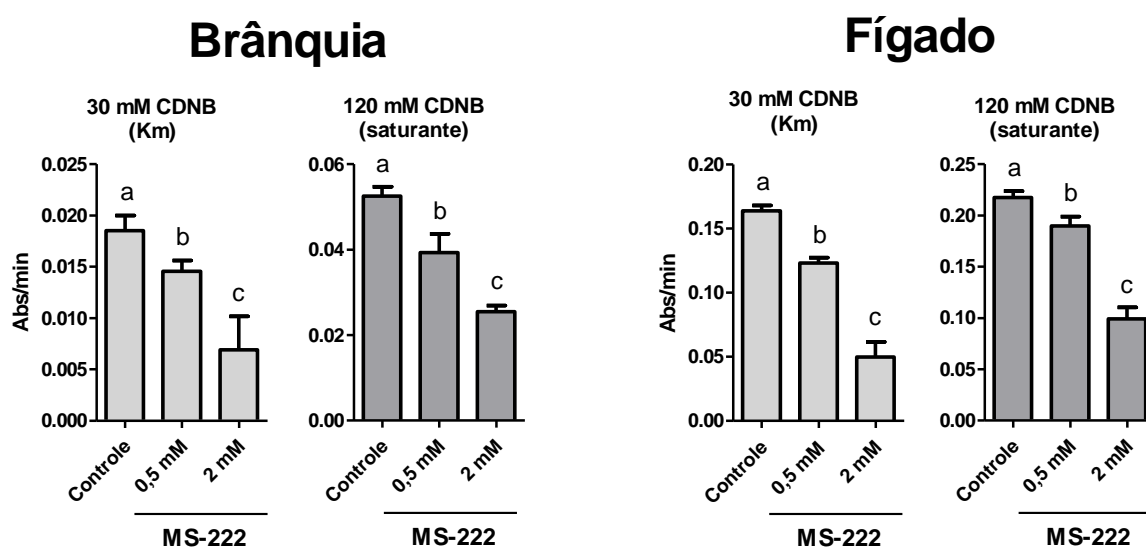 Brânquia
Fígado
30 mM CDNB
(Km)
0.025
0.020
0.015
0.010
0.005
0.000
Abs/min
a
b
c
Controle
0,5 mM
2 mM
MS-222
120 mM CDNB
(saturante)
0.06
0.04
0.02
0.00
a
b
c
Controle
0,5 mM
2 mM
MS-222
30 mM CDNB
(Km)
0.20
0.15
0.10
0.05
0.00
Abs/min
a
b
c
Controle
0,5 mM
2 mM
MS-222
120 mM CDNB
(saturante)
0.25
0.20
0.15
0.10
0.05
0.00
a
b
c
Controle
0,5 mM
2 mM
MS-222